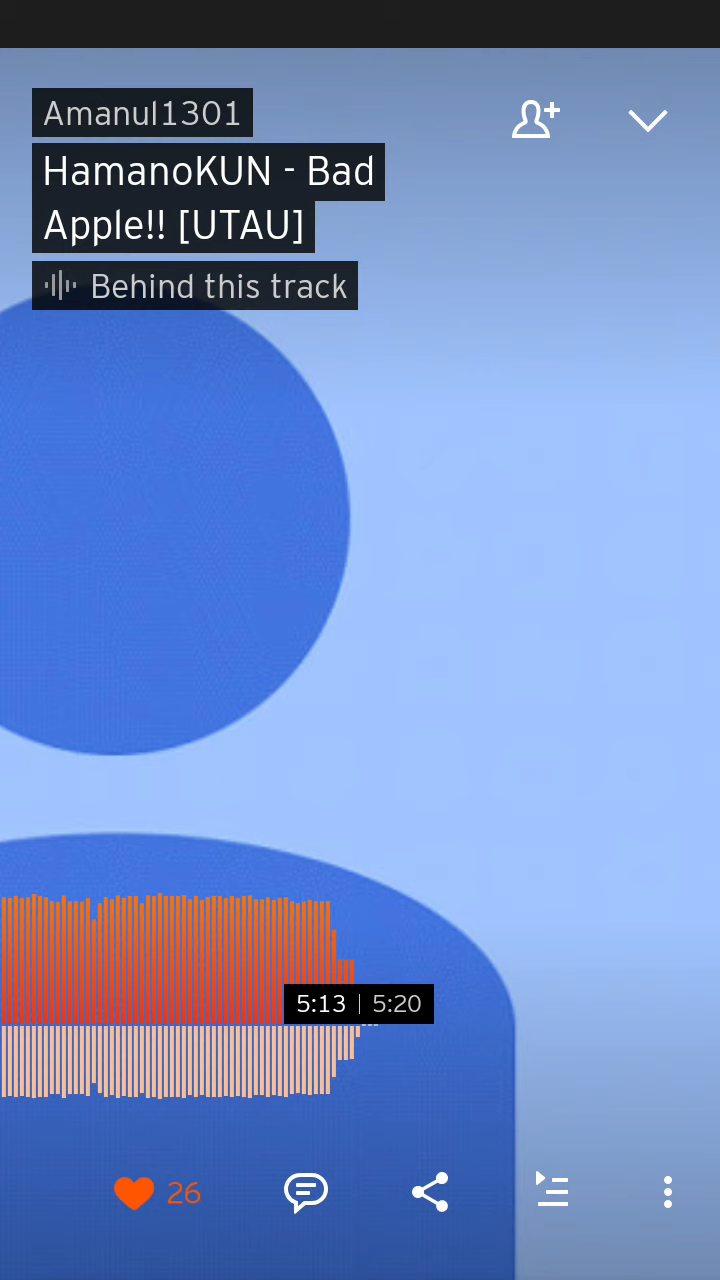 Amanul1301
HamanoKUN - Bad
Apple!! [UTAU]
Behind this track
5:13 | 5:20
26